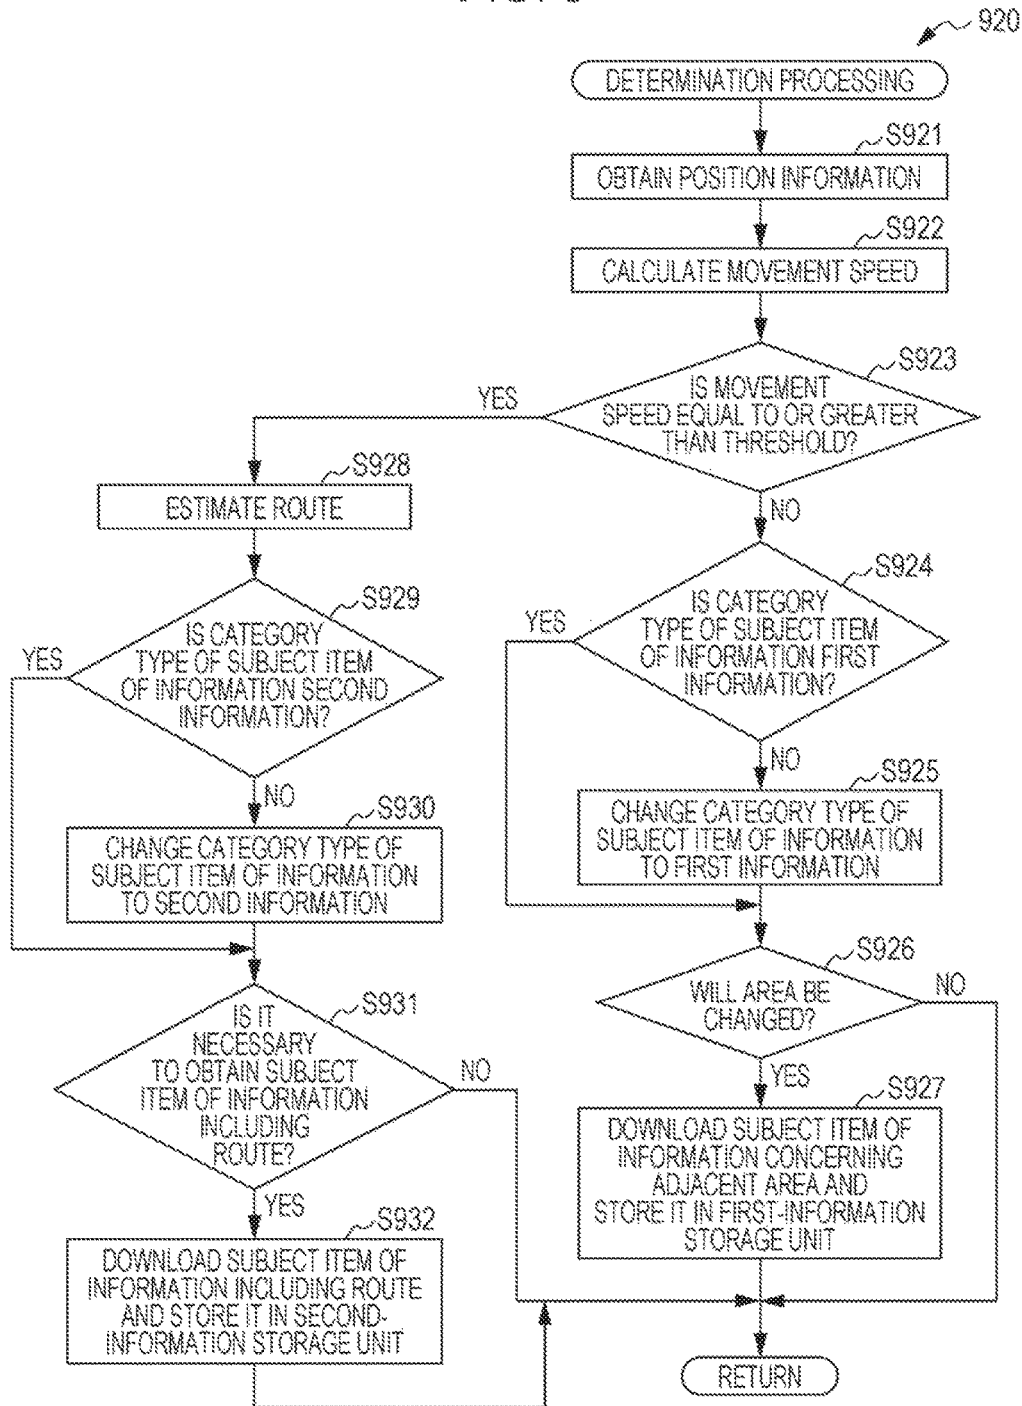 920
DETERMINATION PROCESSING
S921
OBTAIN POSITION INFORMATION
S922
CALCULATE MOVEMENT SPEED
S923
IS MOVEMENT
SPEED EQUAL TO OR GREATER
THAN THRESHOLD?
YES
NO
S928
ESTIMATE ROUTE
S929
IS CATEGORY
TYPE OF SUBJECT ITEM
OF INFORMATION SECOND
INFORMATION?
YES
NO
S930
CHANGE CATEGORY TYPE OF
SUBJECT ITEM OF INFORMATION
TO SECOND INFORMATION
S931
IS IT
NECESSARY
TO OBTAIN SUBJECT
ITEM OF INFORMATION
INCLUDING
ROUTE?
NO
YES
S932
DOWNLOAD SUBJECT ITEM OF
INFORMATION INCLUDING ROUTE
AND STORE IT IN SECOND-
INFORMATION STORAGE UNIT
S924
IS CATEGORY
TYPE OF SUBJECT ITEM
OF INFORMATION FIRST
INFORMATION?
YES
NO
S925
CHANGE CATEGORY TYPE OF
SUBJECT ITEM OF INFORMATION
TO FIRST INFORMATION
S926
WILL AREA BE
CHANGED?
NO
YES
S927
DOWNLOAD SUBJECT ITEM OF
INFORMATION CONCERNING
ADJACENT AREA AND
STORE IT IN FIRST-INFORMATION
STORAGE UNIT
RETURN